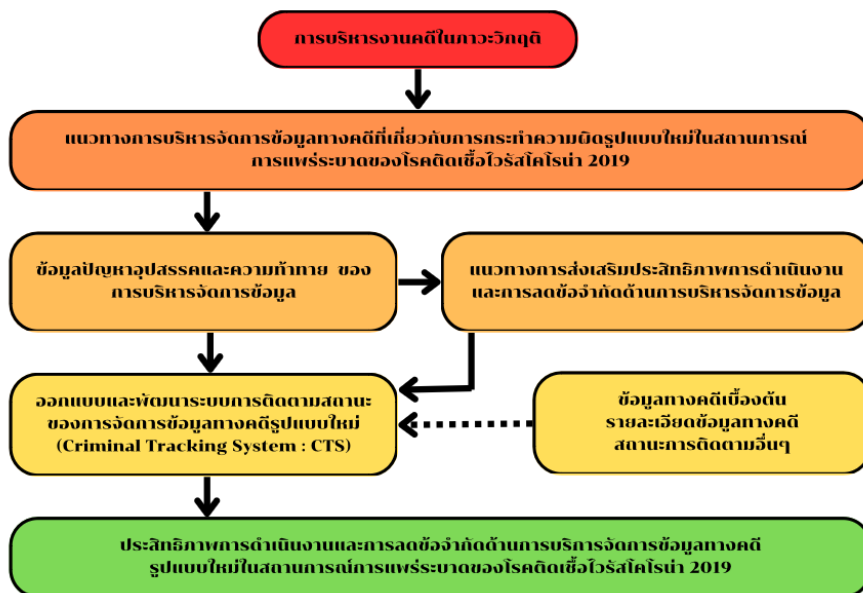 การบริหารงานคดีในภาวะวิกฤติ
แนวทางการบริหารจัดการข้อมูลทางคดีที่เกี่ยวกับการกระทำความผิดรูปแบบใหม่ในสถานการณ์
การแพร่ระบาดของโรคติดเชื้อไวรัสโคโรน่า 2019
ข้อมูลปัญหาอุปสรรคและความท้าทาย ของ
การบริหารจัดการข้อมูล
แนวทางการส่งเสริมประสิทธิภาพการดำเนินงาน
และการลดข้อจำกัดด้านการบริหารจัดการข้อมูล
ออกแบบและพัฒนาระบบการติดตามสถานะ
ของการจัดการข้อมูลทางคดีรูปแบบใหม่
(Criminal Tracking System : CTS)
ข้อมูลทางคดีเบื้องต้น
รายละเอียดข้อมูลทางคดี
สถานะการติดตามอื่นๆ
ประสิทธิภาพการดำเนินงานและการลดข้อจำกัดด้านการบริการจัดการข้อมูลทางคดี
รูปแบบใหม่ในสถานการณ์การแพร่ระบาดของโรคติดเชื้อไวรัสโคโรน่า 2019